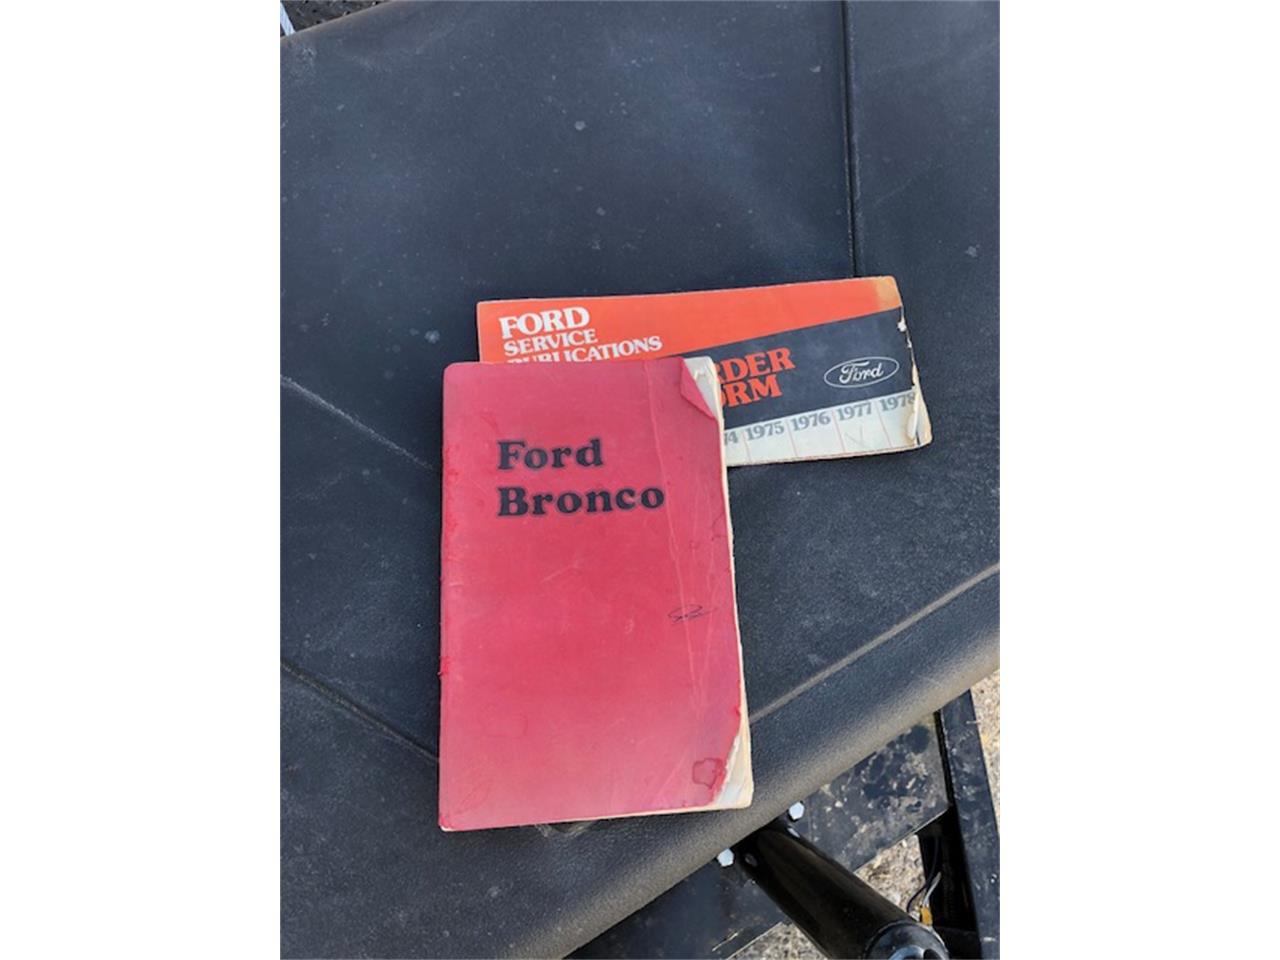 FORD
SERVICE
PUBLICATIONS
Ford
1975 1976 1977 1978
Ford
Bronco